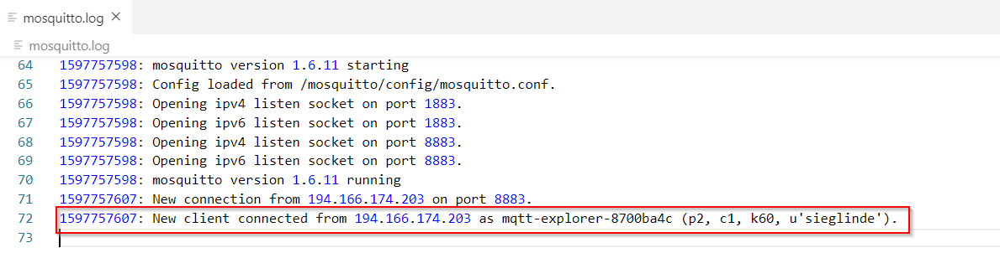 mosquitto.log
mosquitto.log
64 1597757598: mosquitto version 1.6.11 starting
65 1597757598: Config loaded from /mosquitto/config/mosquitto.conf.
66 1597757598: Opening ipv4 listen socket on port 1883.
67 1597757598: Opening ipv6 listen socket on port 1883.
68 1597757598: Opening ipv4 listen socket on port 8883.
69 1597757598: Opening ipv6 listen socket on port 8883.
70 1597757598: mosquitto version 1.6.11 running
71 1597757607: New connection from 194.166.174.203 on port 8883.
72 1597757607: New client connected from 194.166.174.203 as mqtt-explorer-8700ba4c (p2, c1, k60, u'sieglinde').
73